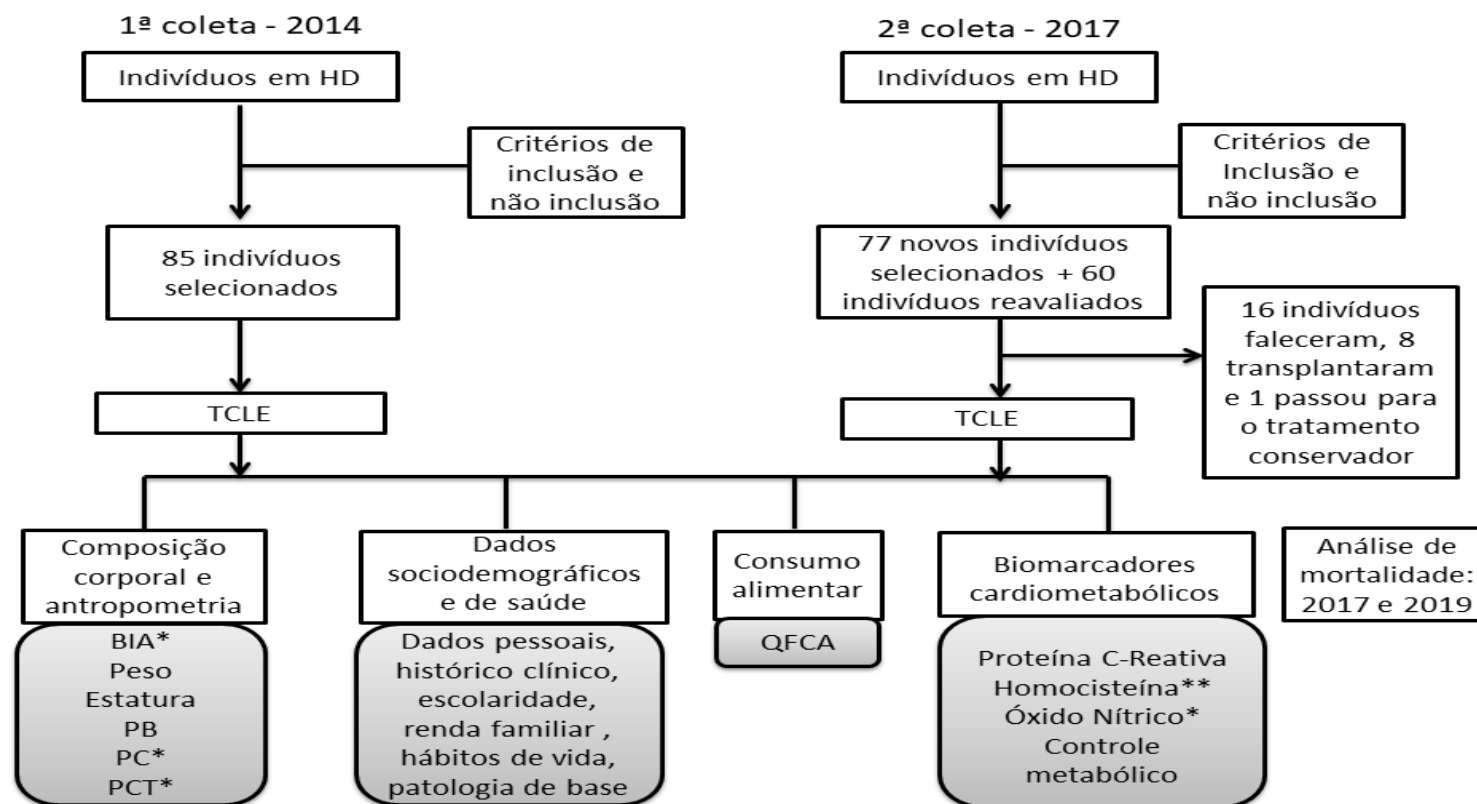 1ª coleta - 2014
Indivíduos em HD
Critérios de
inclusão e
não inclusão
85 indivíduos
selecionados
TCLE
2ª coleta - 2017
Indivíduos em HD
Critérios de
Inclusão e
não inclusão
77 novos indivíduos
selecionados + 60
indivíduos reavaliados
16 indivíduos
faleceram, 8
transplantaram
e 1 passou para
o tratamento
conservador
TCLE
Composição
corporal e
antropometria
BIA*
Peso
Estatura
PB
PC*
PCT*
Dados
sociodemográficos
e de saúde
Dados pessoais,
histórico clínico,
escolaridade,
renda familiar ,
hábitos de vida,
patologia de base
Consumo
alimentar
QFCA
Biomarcadores
cardiometabólicos
Proteína C-Reativa
Homocisteína**
Óxido Nítrico*
Controle
metabólico
Análise de
mortalidade:
2017 e 2019